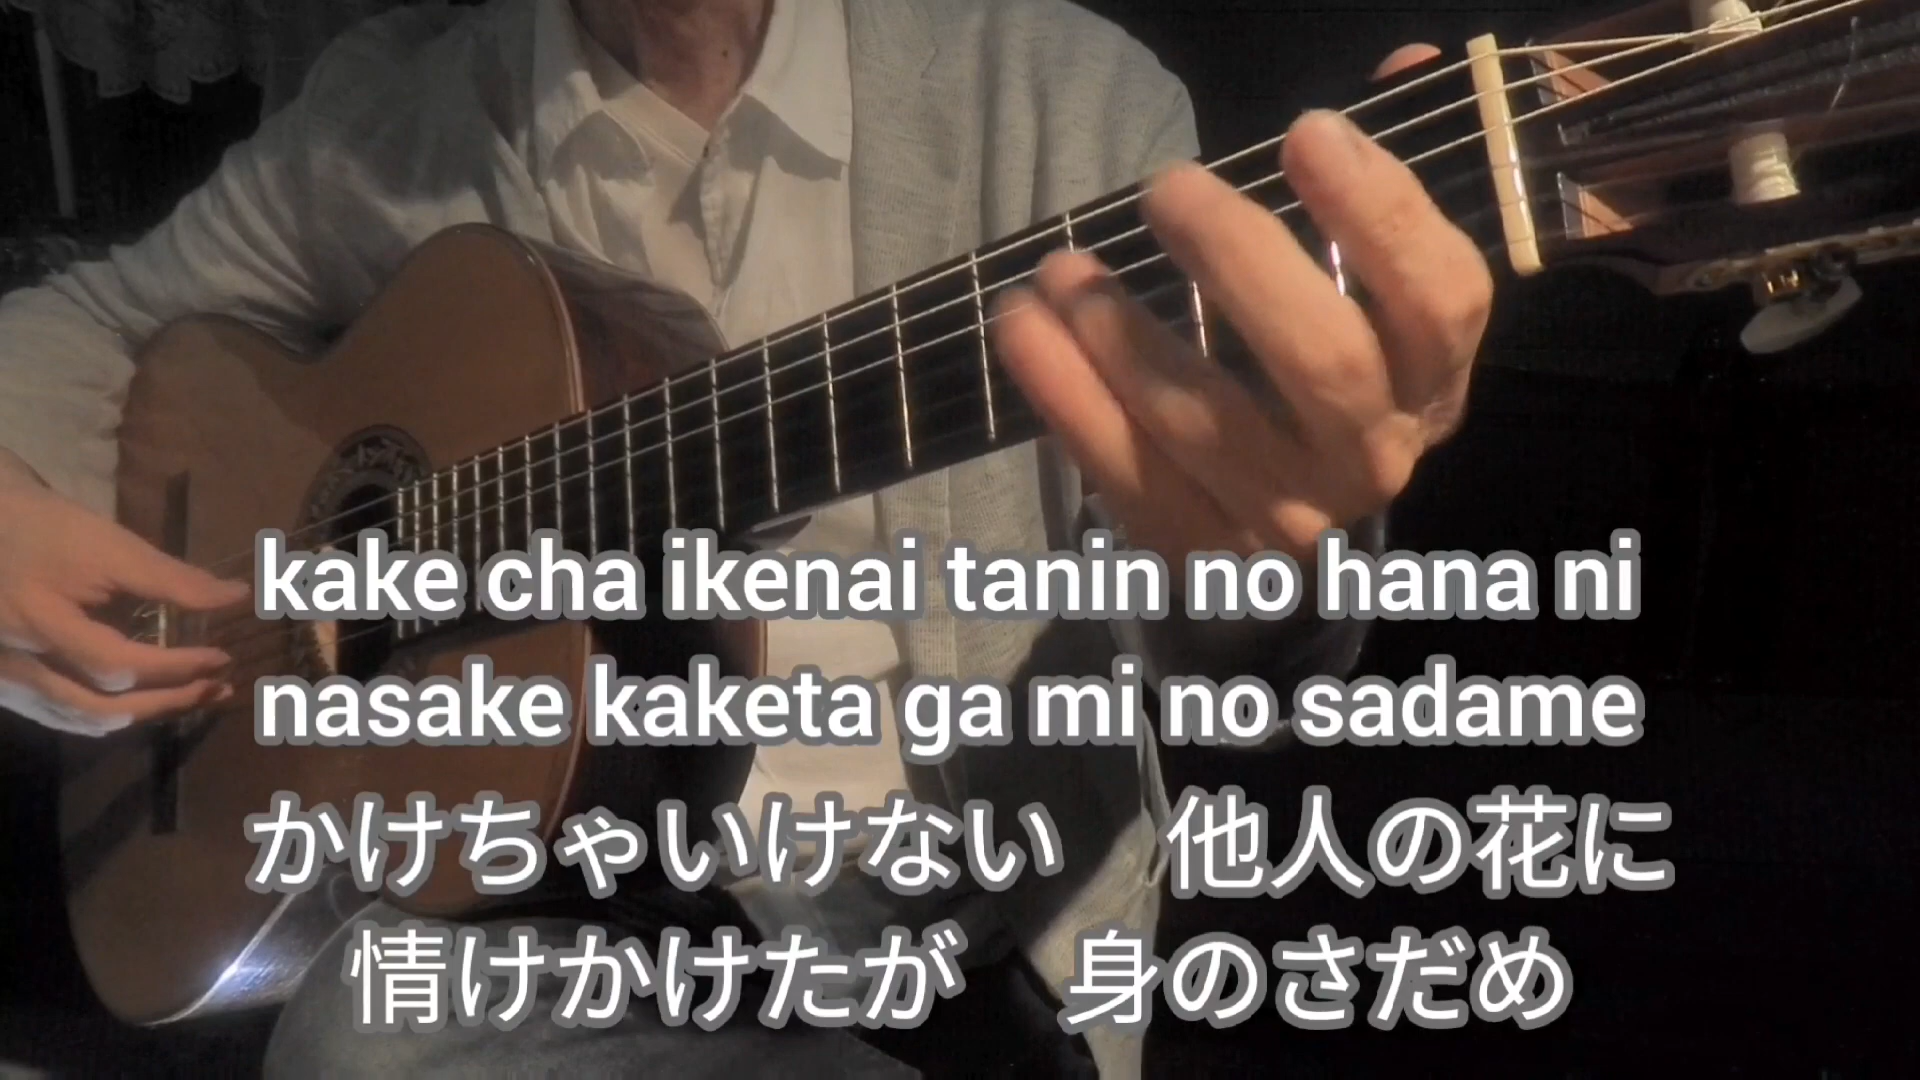 kake cha ikenai tanin no hana ni
nasake kaketa ga mi no sadame
かけちゃいけない　他人の花に
情けかけたが　身のさだめ